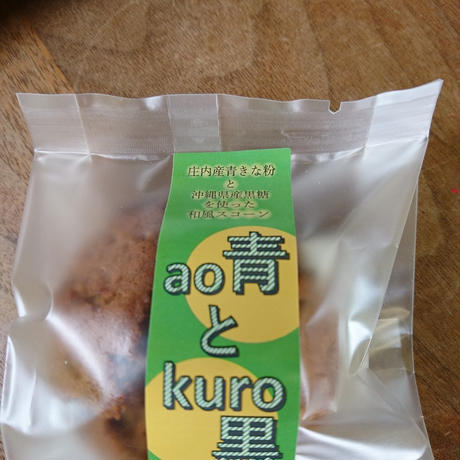 庄内産青きな粉
と
沖縄県産黒糖
を使った
和風スコーン
ao青
と
kuro黒